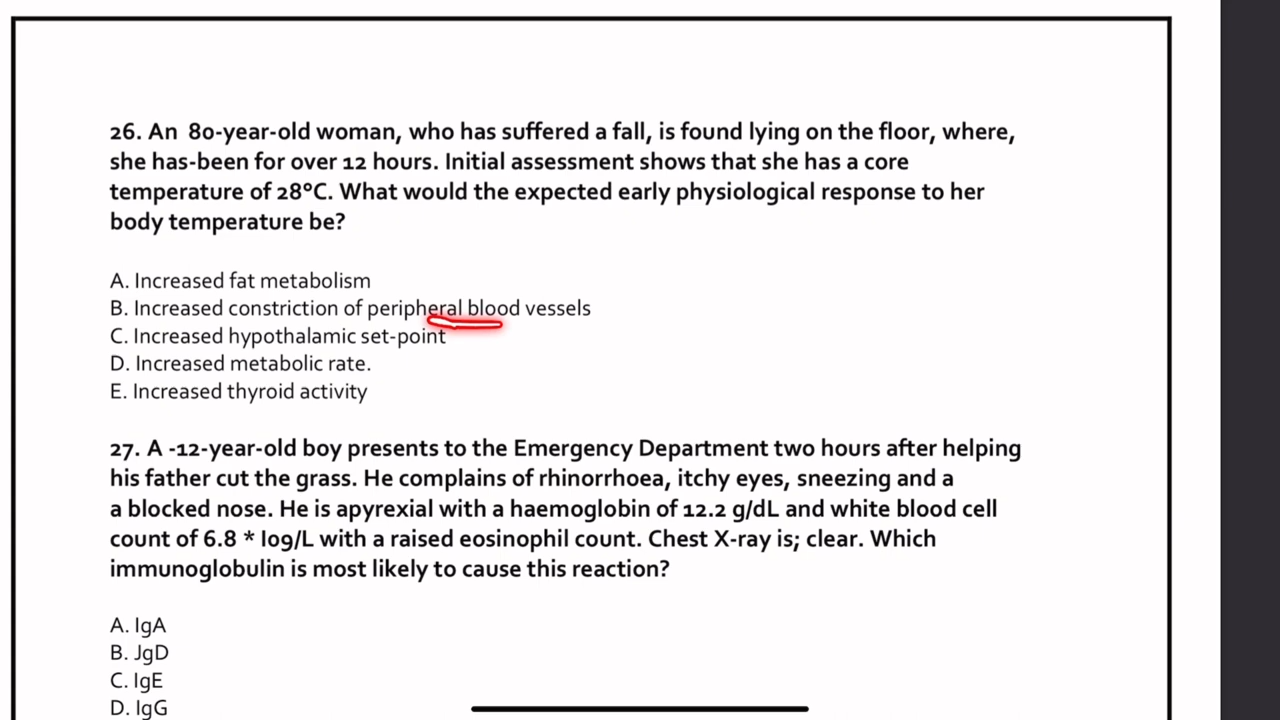 26. An 80-year-old woman, who has suffered a fall, is found lying on the floor, where,
she has-been for over 12 hours. Initial assessment shows that she has a core
temperature of 28°C. What would the expected early physiological response to her
body temperature be?
A. Increased fat metabolism
B. Increased constriction of peripheral blood vessels
C. Increased hypothalamic set-point
D. Increased metabolic rate.
E. Increased thyroid activity
27. A -12-year-old boy presents to the Emergency Department two hours after helping
his father cut the grass. He complains of rhinorrhoea, itchy eyes, sneezing and a
a blocked nose. He is apyrexial with a haemoglobin of 12.2 g/dL and white blood cell
count of 6.8 * Io9/L with a raised eosinophil count. Chest X-ray is; clear. Which
immunoglobulin is most likely to cause this reaction?
A. IgA
B. JgD
C. IgE
D. IgG